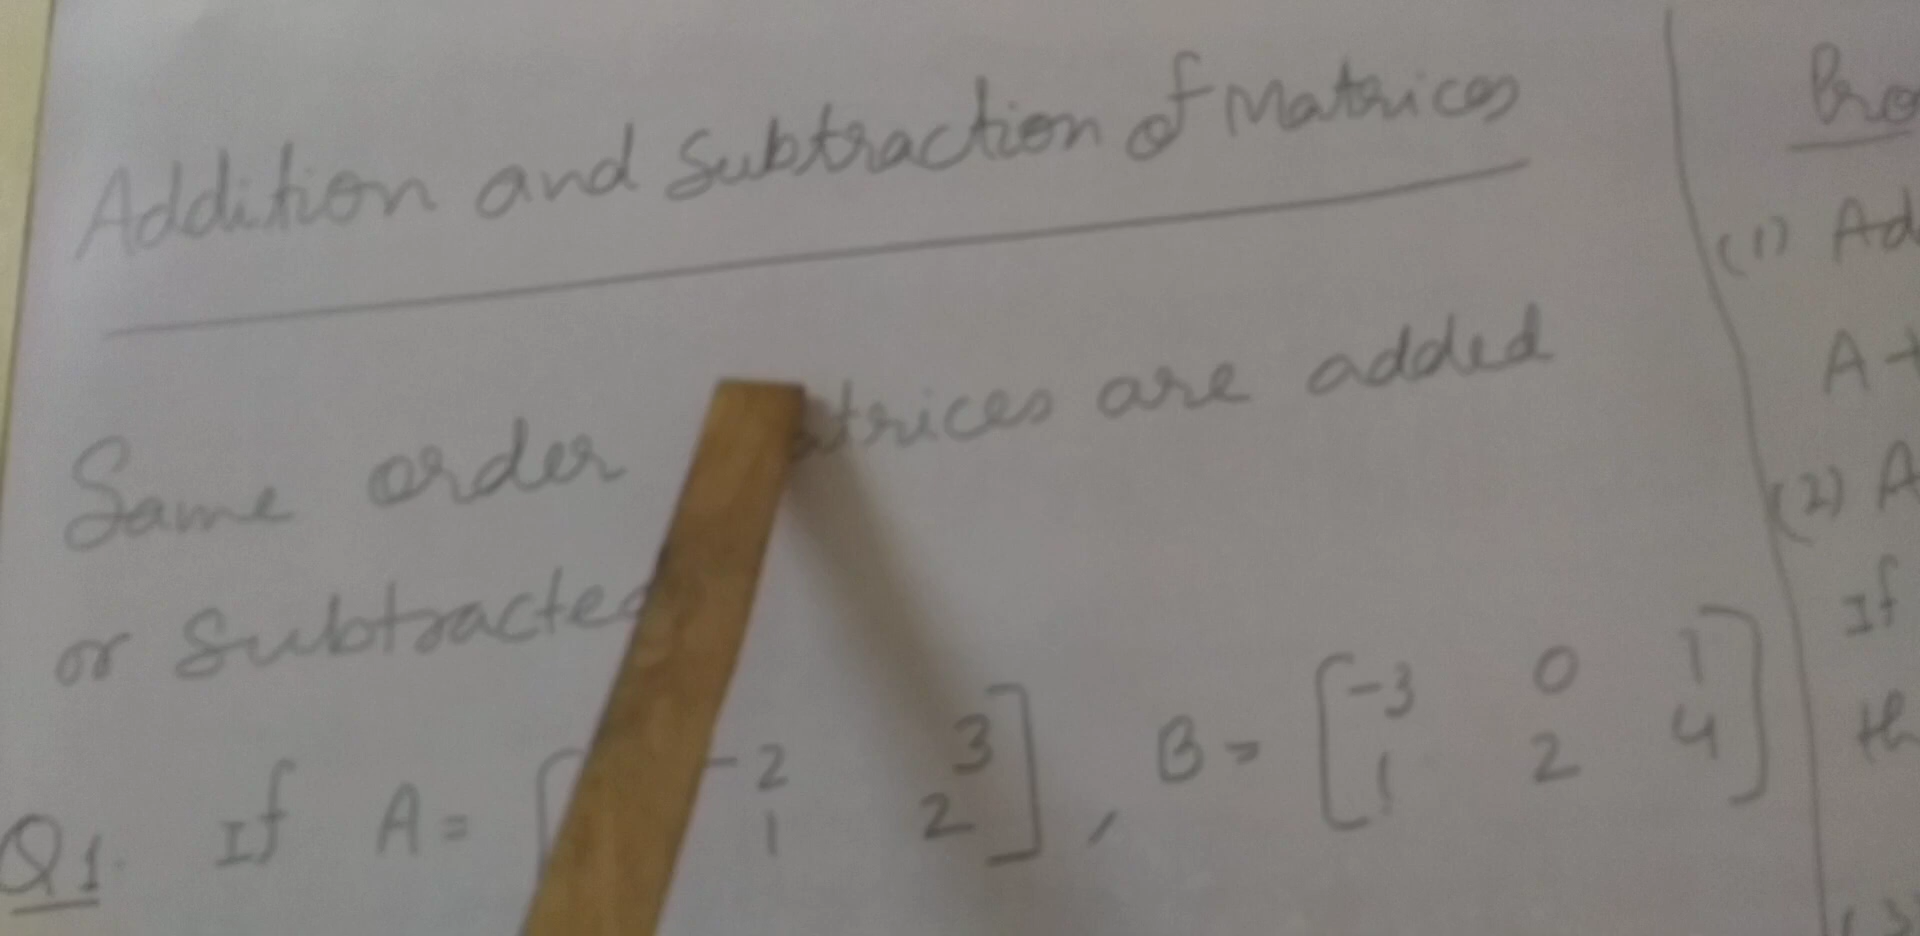 Addition and Subtraction of Matrices
Same order matrices are added
or Subtracted
Q1. If A = [ -2 3 ], B = [ -3 0 1 ]
1 2 1 2 4
Pro
(1) Ad
A +
(2) A
If
th